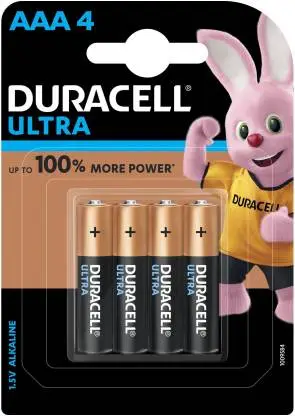 AAA 4
DURACELL®
ULTRA
UP TO 100% MORE POWER*
DURACELL
+
+
+
+
DURACELL
ULTRA
DURACELL
ULTRA
DURACELL
ULTRA
DURACELL
ULTRA
1.5V ALKALINE
1009584